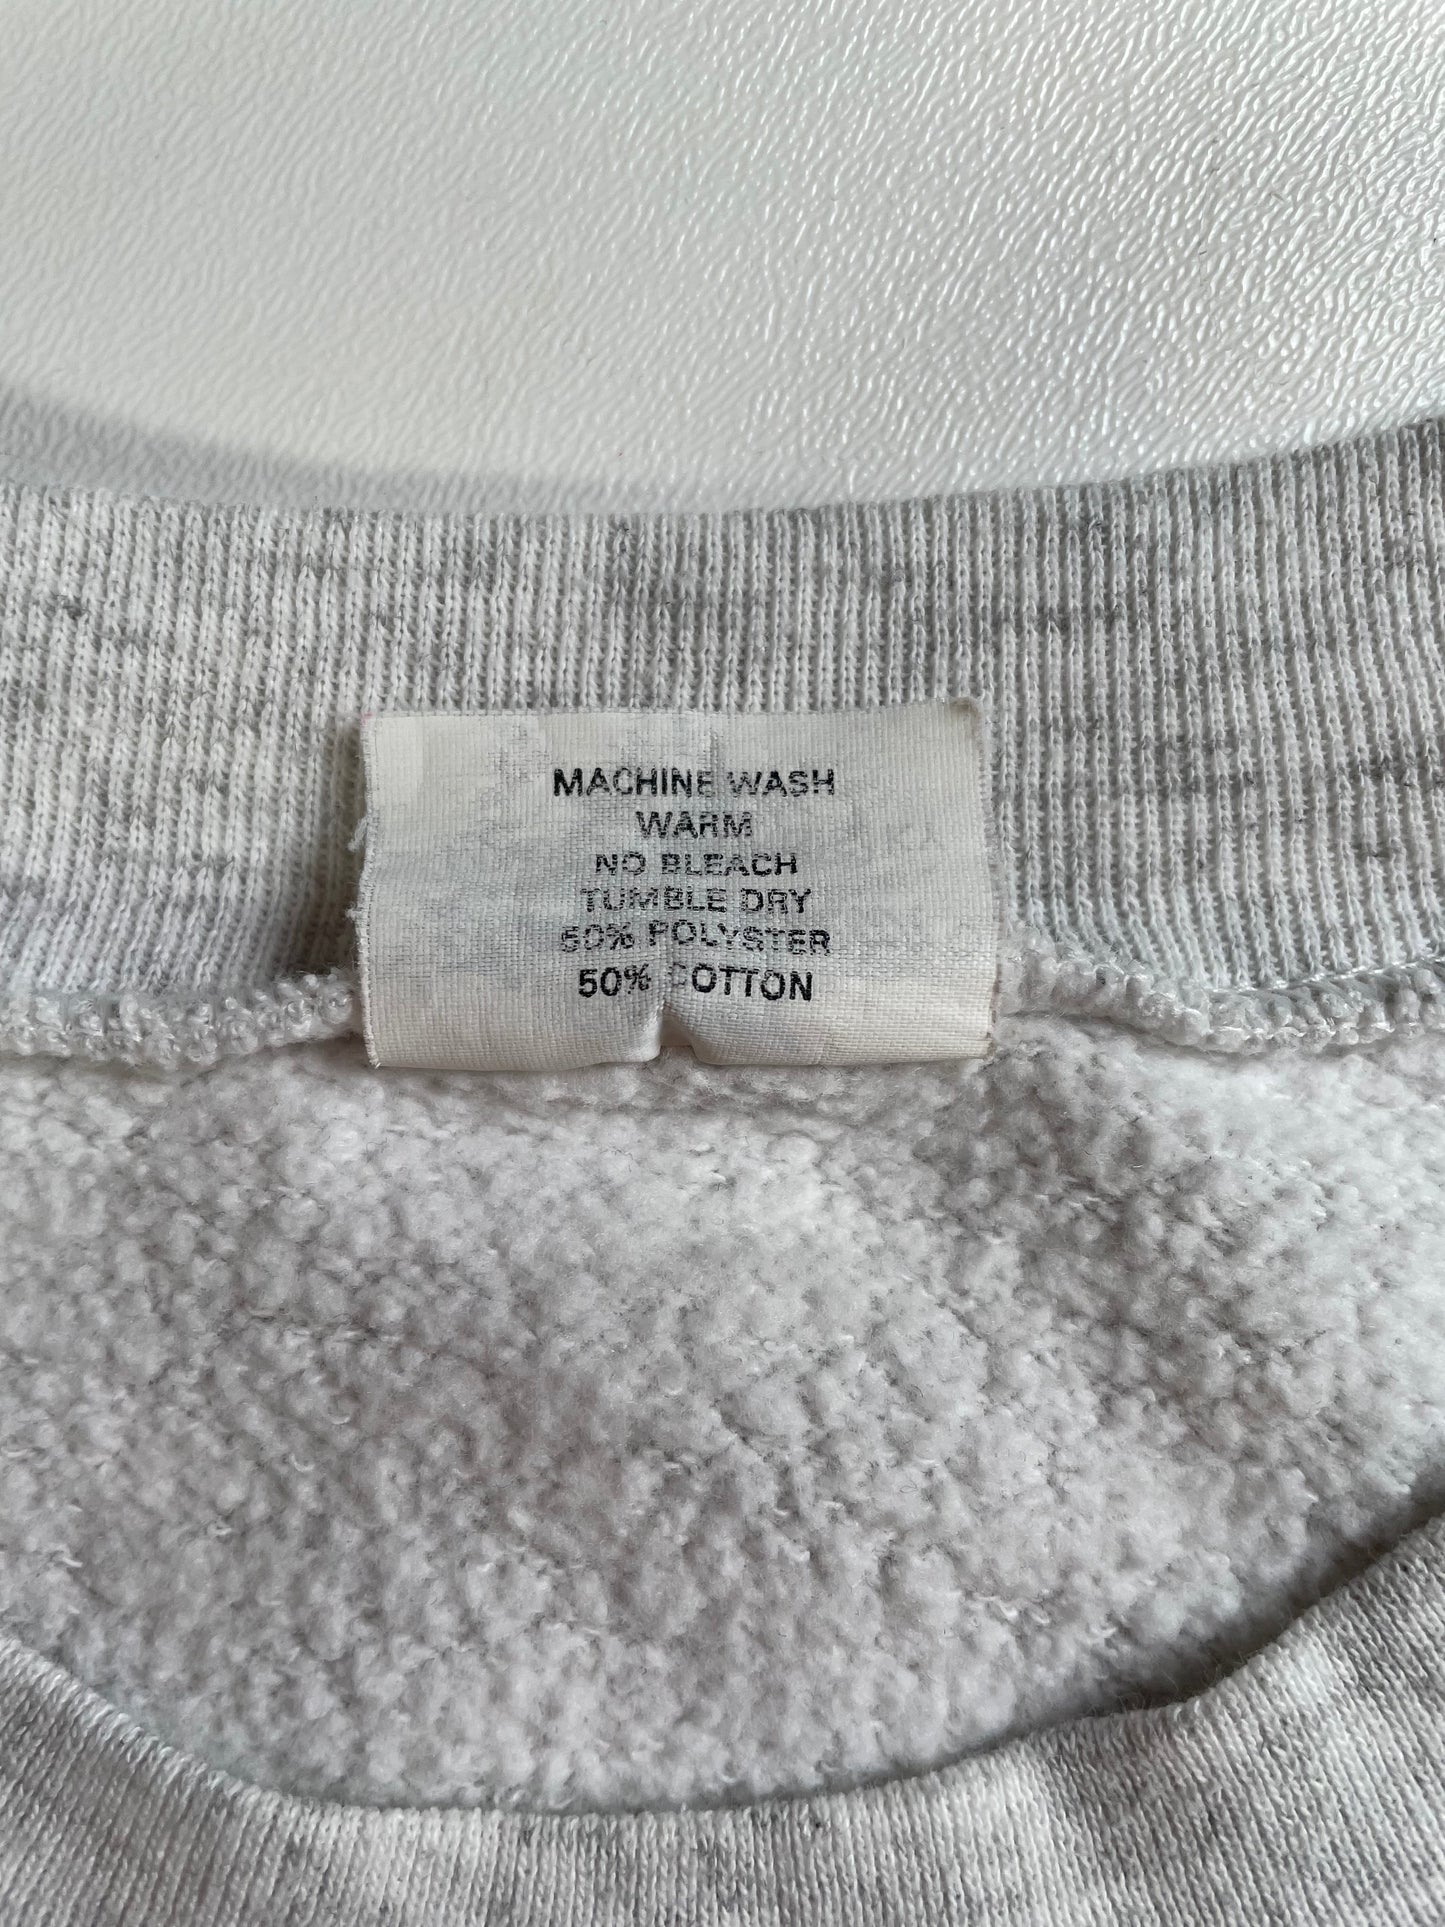 MACHINE WASH
WARM
NO BLEACH
TUMBLE DRY
50% POLYSTER
50% COTTON